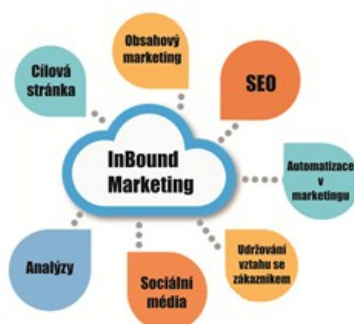 Obsahový
marketing
SEO
Cílová
stránka
InBound
Marketing
Automatizace
v
marketingu
Analýzy
Sociální
média
Udržování
vztahu se
zákazníkem